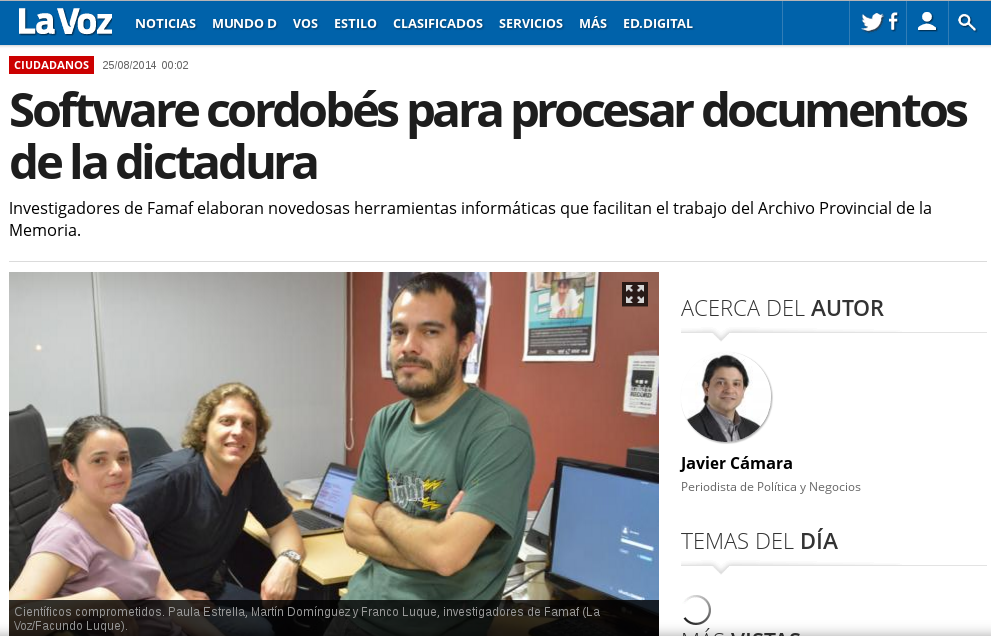 La Voz
NOTICIAS MUNDO D VOS ESTILO CLASIFICADOS SERVICIOS MÁS ED.DIGITAL
CIUDADANOS 25/08/2014 00:02
Software cordobés para procesar documentos
de la dictadura
Investigadores de Famaf elaboran novedosas herramientas informáticas que facilitan el trabajo del Archivo Provincial de la
Memoria.
light
Científicos comprometidos. Paula Estrella, Martín Domínguez y Franco Luque, investigadores de Famaf (La
Voz/Facundo Luque).
ACERCA DEL AUTOR
Javier Cámara
Periodista de Política y Negocios
TEMAS DEL DÍA
MÁS VISTAS